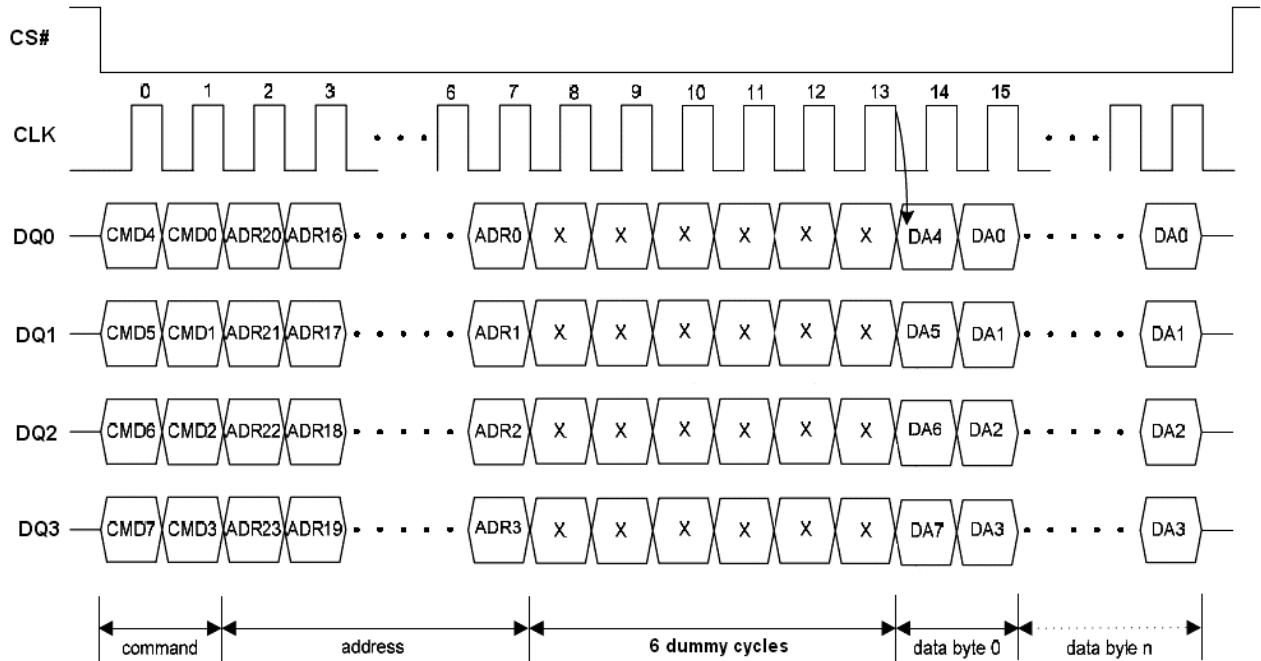 CS#
0 1 2 3 6 7 8 9 10 11 12 13 14 15
CLK
DQ0 CMD4 CMD0 ADR20 ADR16 ADR0 X X X X X X DA4 DA0 DA0
DQ1 CMD5 CMD1 ADR21 ADR17 ADR1 X X X X X X DA5 DA1 DA1
DQ2 CMD6 CMD2 ADR22 ADR18 ADR2 X X X X X X DA6 DA2 DA2
DQ3 CMD7 CMD3 ADR23 ADR19 ADR3 X X X X X X DA7 DA3 DA3
command address 6 dummy cycles data byte 0 data byte n